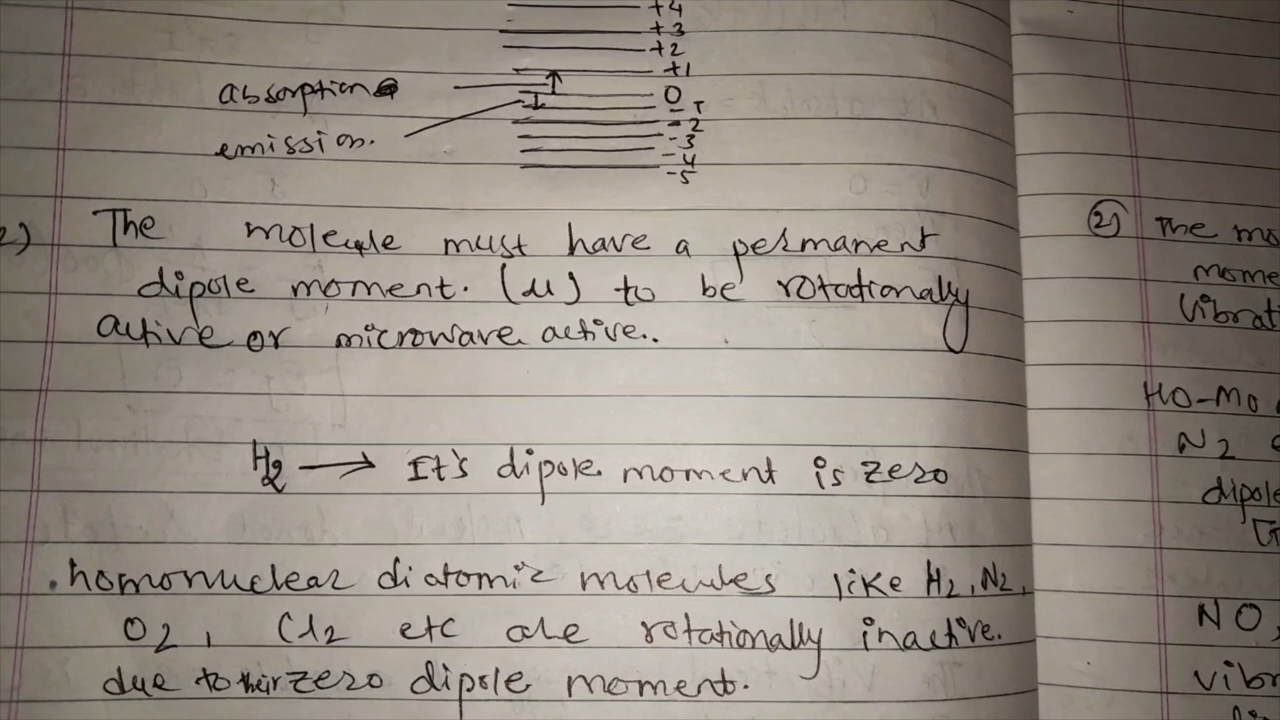 +4
+3
+2
+1
absorption
0
emission.
-2
-3
-4
-5
2) The molecule must have a permanent
dipole moment. (μ) to be rotationally
active or microwave active..
H2 → It's dipole moment is zero
. homonuclear diatomic molecules like H2, N2,
O2, Cl2 etc are rotationally inactive.
due to their zero dipole moment.
② The mo
mome
Vibrat
HO-MO
N2
dipole
NO,
vibr